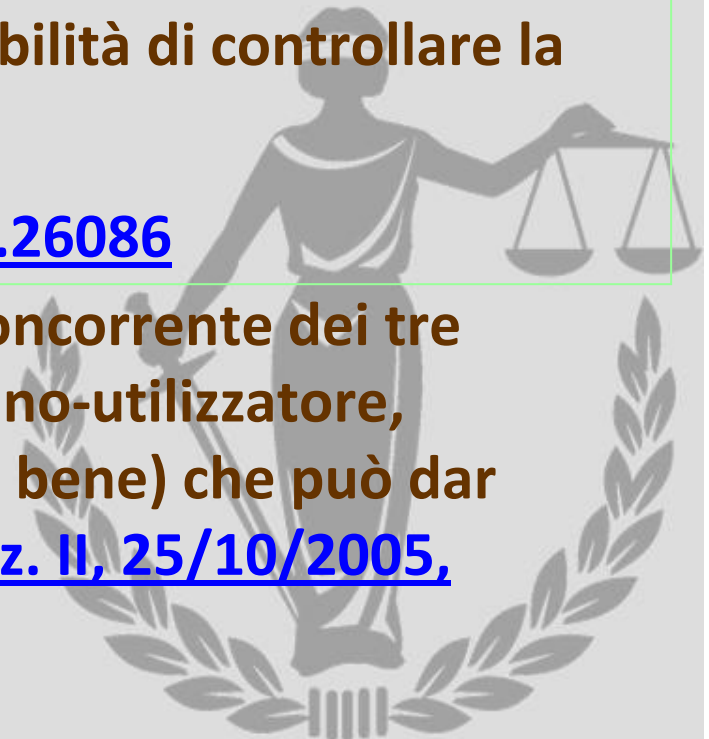 bilità di controllare la
.26086
oncorrente dei tre
no-utilizzatore,
bene) che può dar
z. II, 25/10/2005,